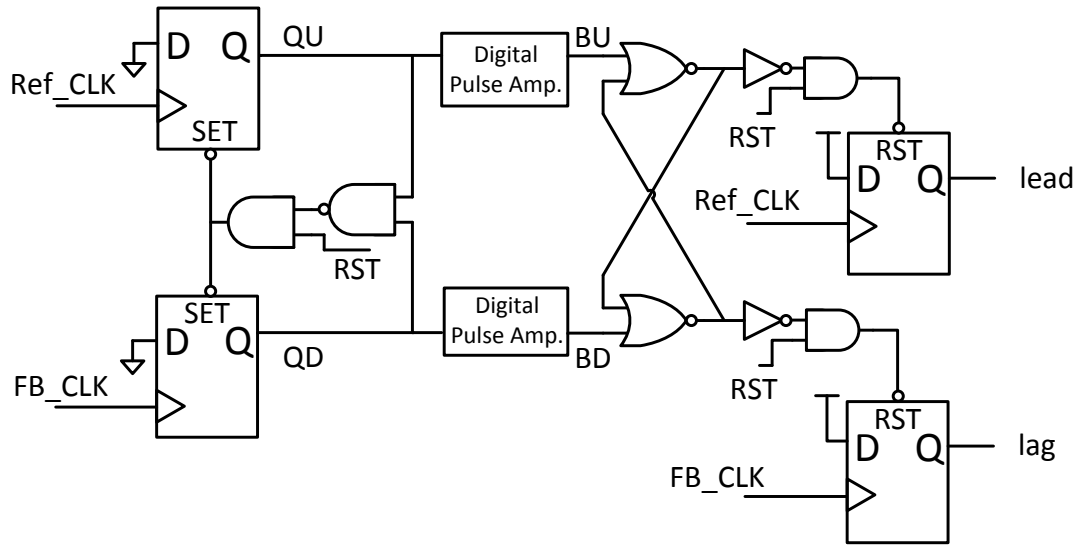 D Q
Ref_CLK
SET
QU
Digital
Pulse Amp.
BU
RST
RST
D Q
Ref_CLK
lead
RST
SET
D Q
FB_CLK
QD
Digital
Pulse Amp.
BD
RST
RST
D Q
FB_CLK
lag